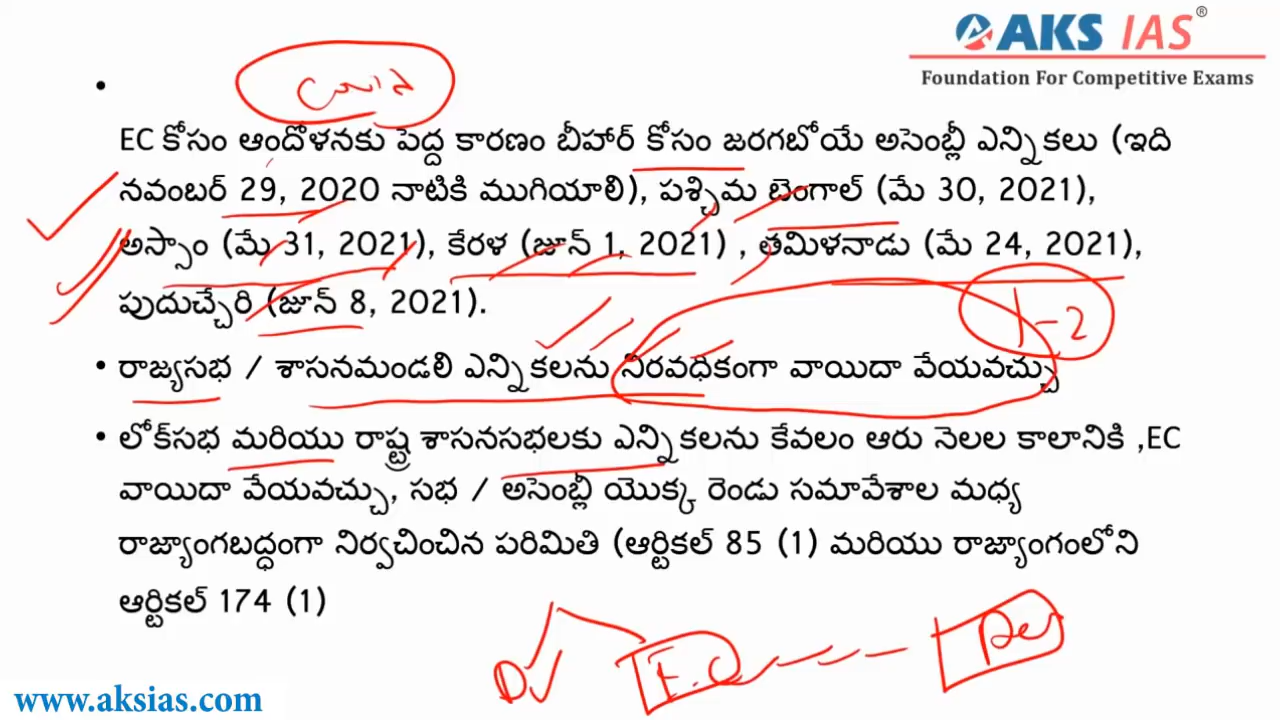 AKS IAS®
Foundation For Competitive Exams
Covid
EC కోసం ఆందోళనకు పెద్ద కారణం బీహార్ కోసం జరగబోయే అసెంబ్లీ ఎన్నికలు (ఇది
నవంబర్ 29, 2020 నాటికి ముగియాలి), పశ్చిమ బెంగాల్ (మే 30, 2021),
అస్సాం (మే 31, 2021), కేరళ (జూన్ 1, 2021) , తమిళనాడు (మే 24, 2021),
పుదుచ్చేరి (జూన్ 8, 2021).
1-2
• రాజ్యసభ / శాసనమండలి ఎన్నికలను నిరవధికంగా వాయిదా వేయవచ్చు
• లోక్‌సభ మరియు రాష్ట్ర శాసనసభలకు ఎన్నికలను కేవలం ఆరు నెలల కాలానికి ,EC
వాయిదా వేయవచ్చు, సభ / అసెంబ్లీ యొక్క రెండు సమావేశాల మధ్య
రాజ్యాంగబద్ధంగా నిర్వచించిన పరిమితి (ఆర్టికల్ 85 (1) మరియు రాజ్యాంగంలోని
ఆర్టికల్ 174 (1)
E.C
www.aksias.com